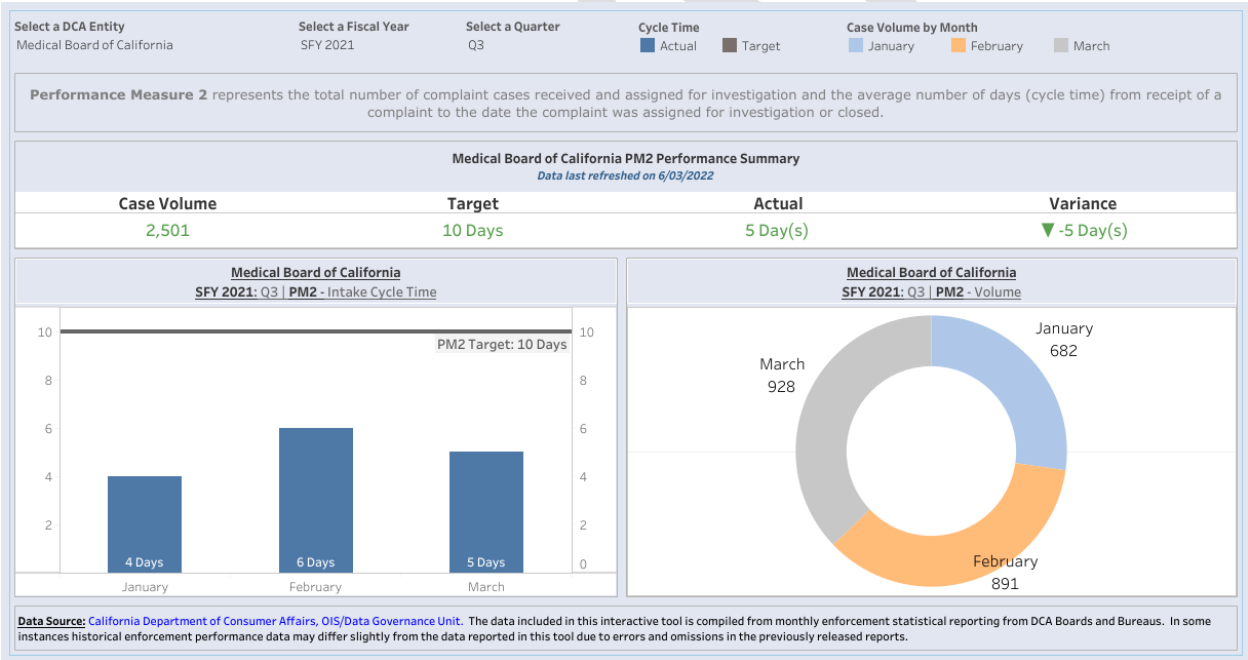 Select a DCA Entity
Medical Board of California
Select a Fiscal Year
SFY 2021
Select a Quarter
Q3
Cycle Time
Actual Target
Case Volume by Month
January February March
Performance Measure 2 represents the total number of complaint cases received and assigned for investigation and the average number of days (cycle time) from receipt of a
complaint to the date the complaint was assigned for investigation or closed.
Medical Board of California PM2 Performance Summary
Data last refreshed on 6/03/2022
Case Volume Target Actual Variance
2,501 10 Days 5 Day(s) ▼ -5 Day(s)
Medical Board of California
SFY 2021: Q3 | PM2 - Intake Cycle Time
10
8
6
4
2
PM2 Target: 10 Days
10
8
6
4
2
0
4 Days 6 Days 5 Days
January February March
Medical Board of California
SFY 2021: Q3 | PM2 - Volume
January
682
March
928
February
891
Data Source: California Department of Consumer Affairs, OIS/Data Governance Unit. The data included in this interactive tool is compiled from monthly enforcement statistical reporting from DCA Boards and Bureaus. In some
instances historical enforcement performance data may differ slightly from the data reported in this tool due to errors and omissions in the previously released reports.